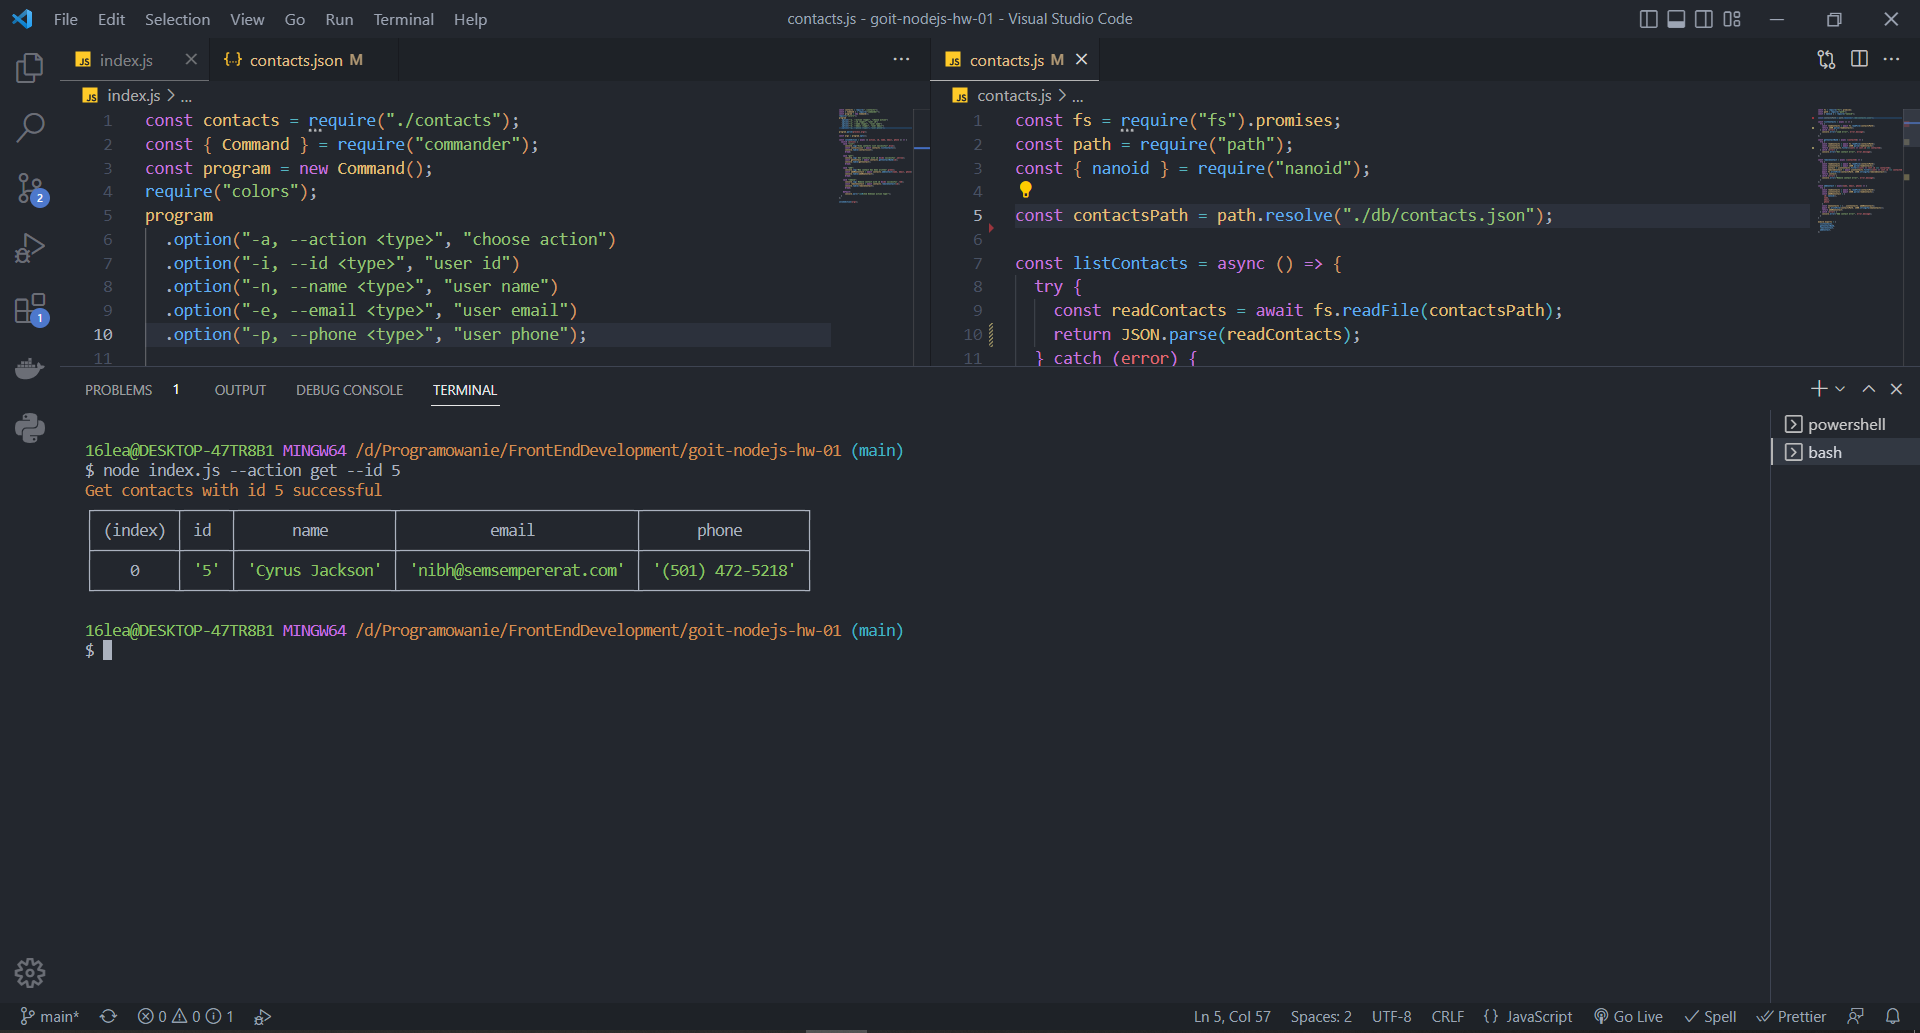 File Edit Selection View Go Run Terminal Help
contacts.js - goit-nodejs-hw-01 - Visual Studio Code
JS index.js
{..} contacts.json M
JS index.js > ...
1 const contacts = require("./contacts");
2 const { Command } = require("commander");
3 const program = new Command();
4 require("colors");
5 program
6 .option("-a, --action <type>", "choose action")
7 .option("-i, --id <type>", "user id")
8 .option("-n, --name <type>", "user name")
9 .option("-e, --email <type>", "user email")
10 .option("-p, --phone <type>", "user phone");
11
JS contacts.js M
JS contacts.js > ...
1 const fs = require("fs").promises;
2 const path = require("path");
3 const { nanoid } = require("nanoid");
4
5 const contactsPath = path.resolve("./db/contacts.json");
6
7 const listContacts = async () => {
8 try {
9 const readContacts = await fs.readFile(contactsPath);
10 return JSON.parse(readContacts);
11 } catch (error) {
2
1
PROBLEMS 1 OUTPUT DEBUG CONSOLE TERMINAL
16lea@DESKTOP-47TR8B1 MINGW64 /d/Programowanie/FrontEndDevelopment/goit-nodejs-hw-01 (main)
$ node index.js --action get --id 5
Get contacts with id 5 successful
(index) id name email phone
0 '5' 'Cyrus Jackson' 'nibh@semsempererat.com' '(501) 472-5218'
16lea@DESKTOP-47TR8B1 MINGW64 /d/Programowanie/FrontEndDevelopment/goit-nodejs-hw-01 (main)
$
powershell
bash
main* 0 0 1 Ln 5, Col 57 Spaces: 2 UTF-8 CRLF {} JavaScript Go Live Spell Prettier